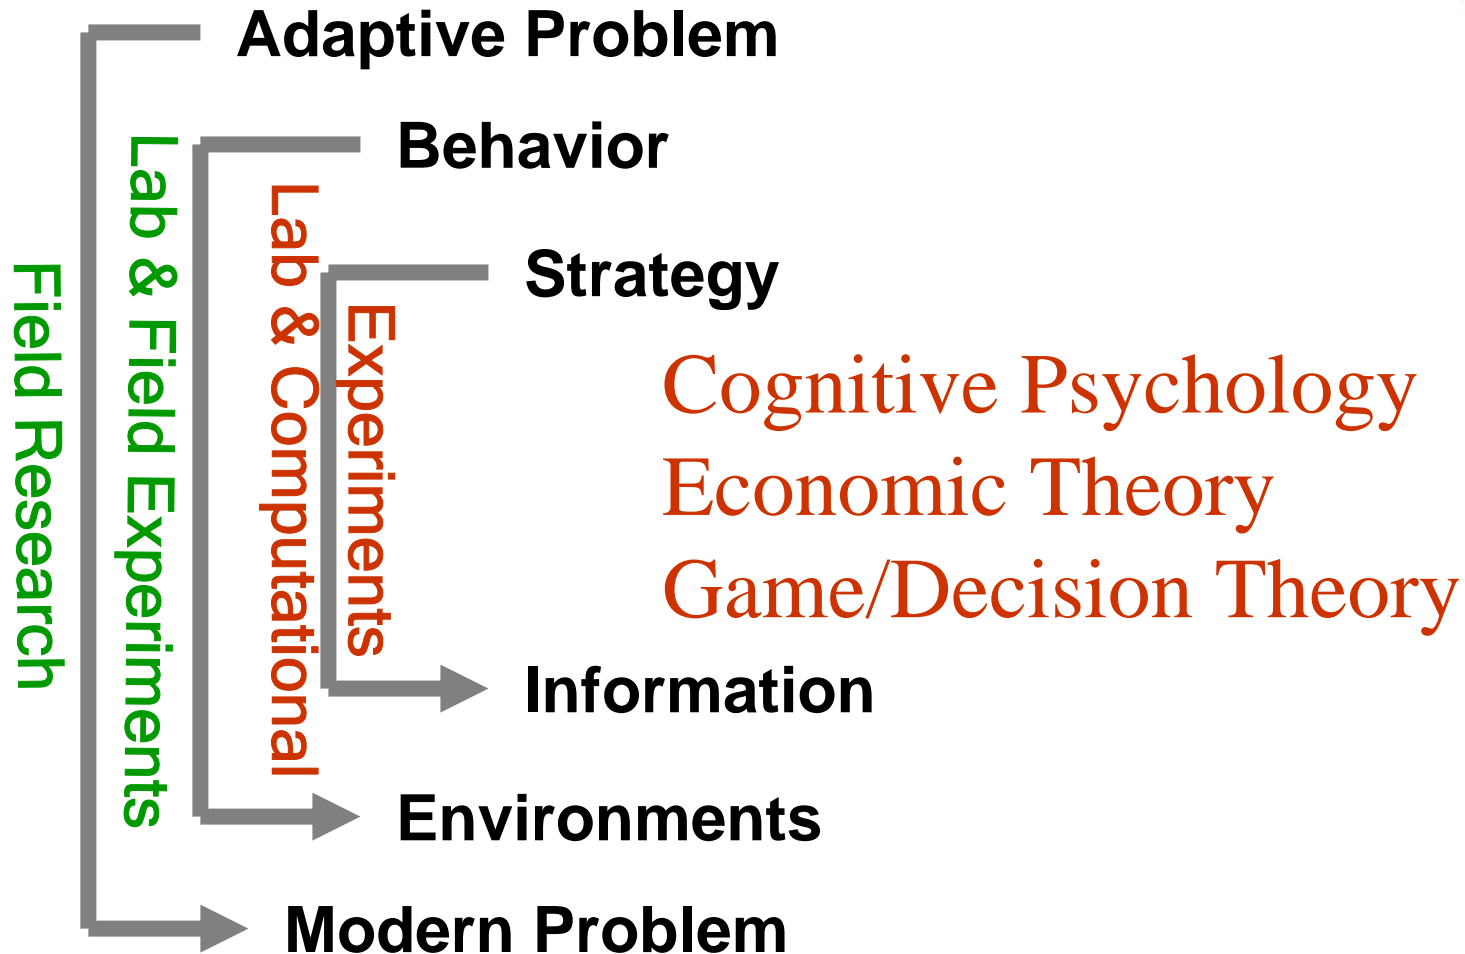 Adaptive Problem
Behavior
Strategy
Cognitive Psychology
Economic Theory
Game/Decision Theory
Information
Environments
Modern Problem
Field Research
Lab & Field Experiments
Lab & Computational
Experiments